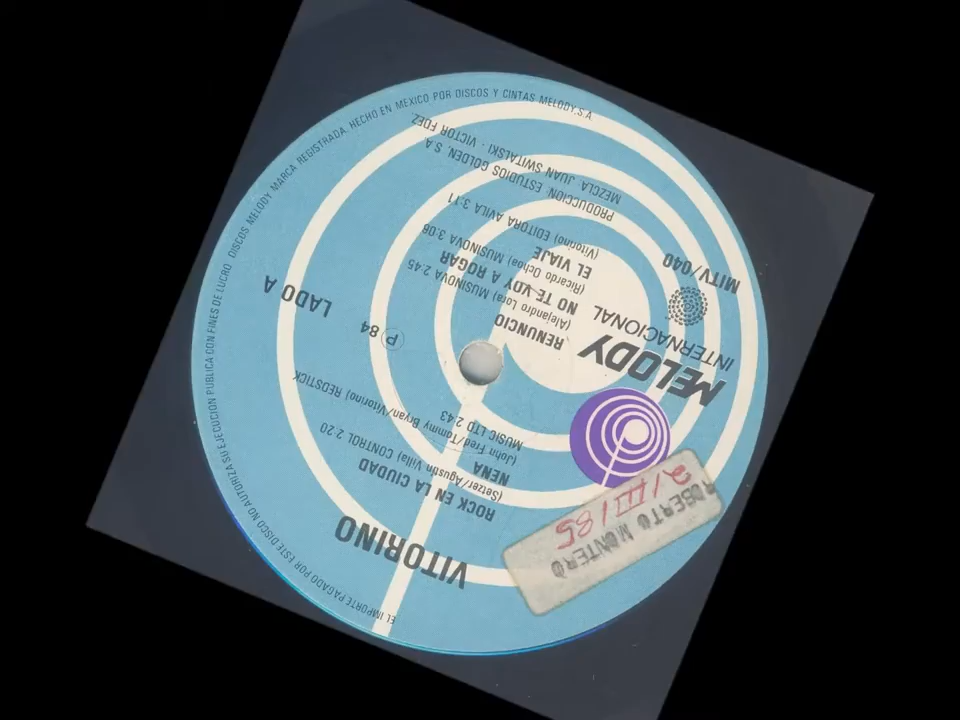 MELODY
INTERNACIONAL
MITV/040
RENUNCIO
(Alejandro Lora) MUSINOVA 2:45
NO TE VOY A ROGAR
(Ricardo Ochoa) MUSINOVA 3:08
EL VIAJE
(Vitorino) EDITORA AVILA 3:11
PRODUCCION ESTUDIOS GOLDEN, S.A
MEZCLA JUAN SWITALSKI - VICTOR FDEZ
LADO A
P 84
VITORINO
ROCK EN LA CIUDAD
(Setzer/Agustin Villa) CONTROL 2:20
NENA
(John Fred/Tommy Bryan/Vitorino) REDSTICK
MUSIC LTD 2:43
ROBERTO MONTERO
2/III/85
EL IMPORTE PAGADO POR ESTE DISCO NO AUTORIZA SU EJECUCION PUBLICA CON FINES DE LUCRO DISCOS MELODY MARCA REGISTRADA. HECHO EN MEXICO POR DISCOS Y CINTAS MELODY, S.A.